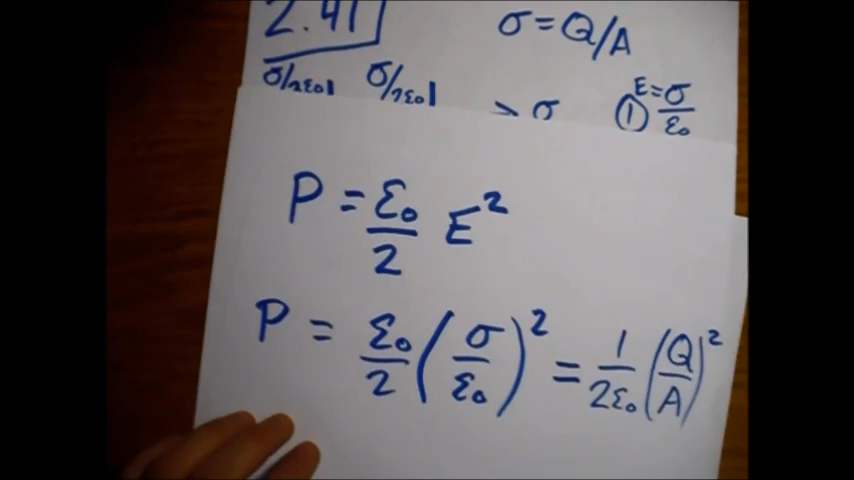 2.41
σ = Q/A
σ/2ε₀ σ/2ε₀
σ ① E = σ/ε₀
P = ε₀/2 E²
P = ε₀/2 (σ/ε₀)² = 1/2ε₀ (Q/A)²